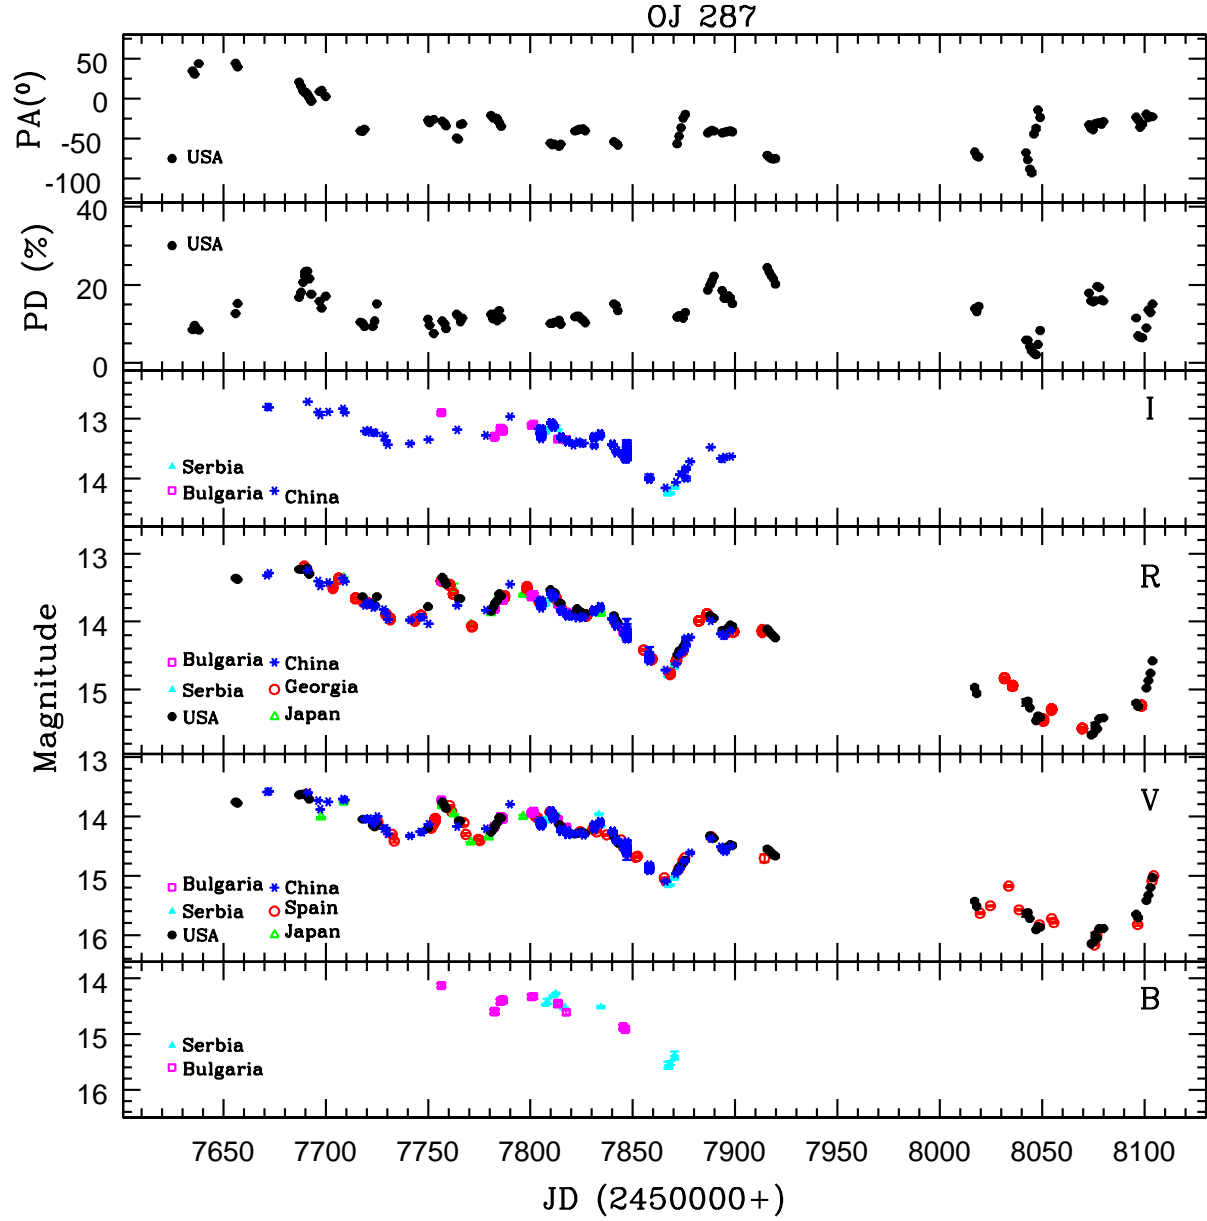 OJ 287
PA(°)
50
0
-50
-100
USA
PD (%)
40
20
0
USA
Magnitude
13
14
I
Serbia
Bulgaria China
13
14
15
R
Bulgaria China
Serbia Georgia
USA Japan
13
14
15
16
V
Bulgaria China
Serbia Spain
USA Japan
14
15
16
B
Serbia
Bulgaria
7650 7700 7750 7800 7850 7900 7950 8000 8050 8100
JD (2450000+)